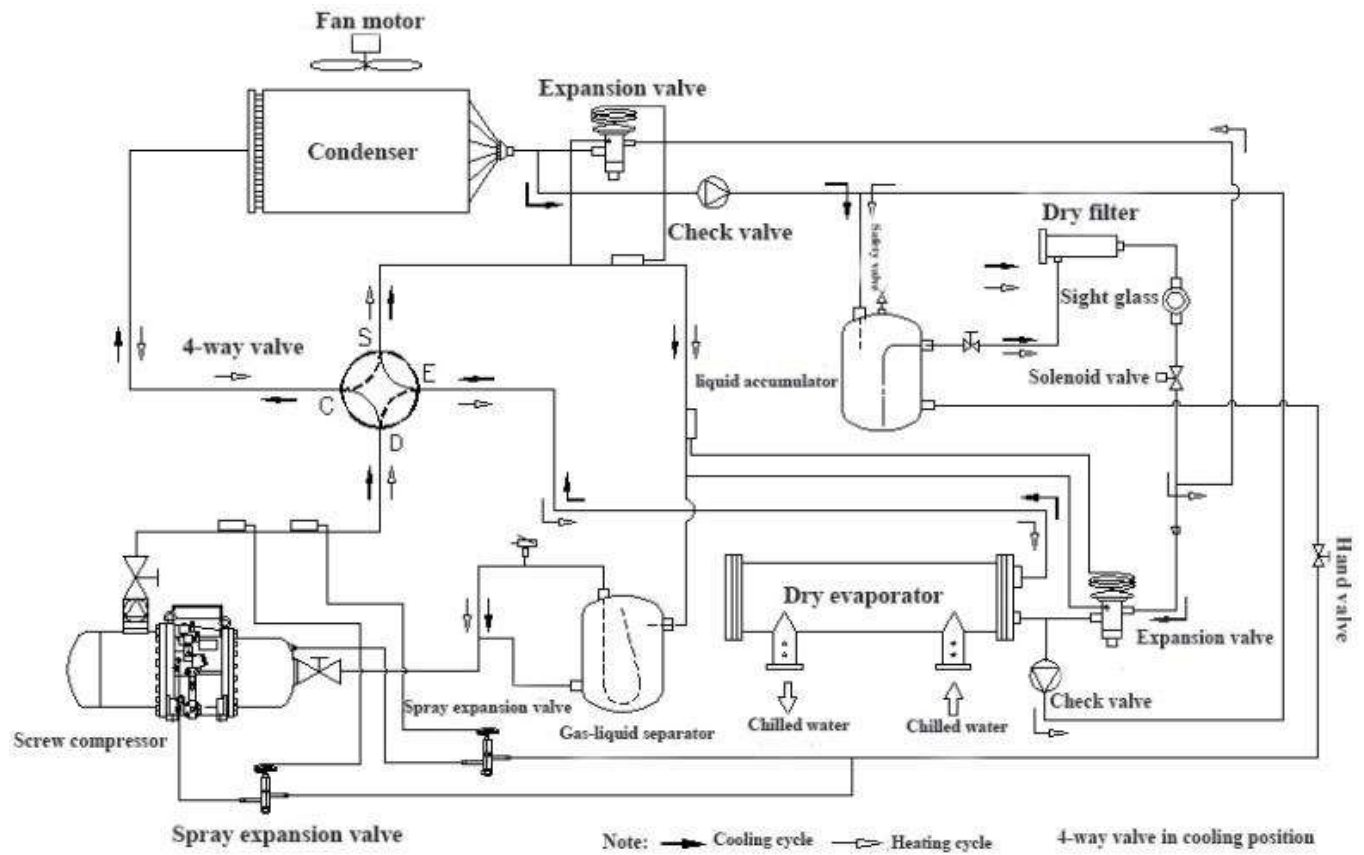 Fan motor
Expansion valve
Condenser
Check valve
Dry filter
Safety valve
Sight glass
4-way valve
S
E
C
D
liquid accumulator
Solenoid valve
Hand valve
Dry evaporator
Expansion valve
Spray expansion valve
Chilled water
Chilled water
Check valve
Screw compressor
Gas-liquid separator
Spray expansion valve
Note: Cooling cycle Heating cycle 4-way valve in cooling position